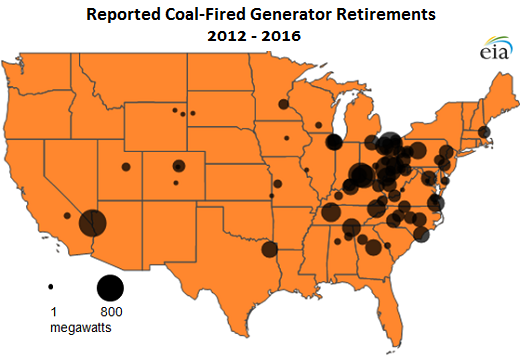 Reported Coal-Fired Generator Retirements
2012 - 2016
eia
1 800
megawatts